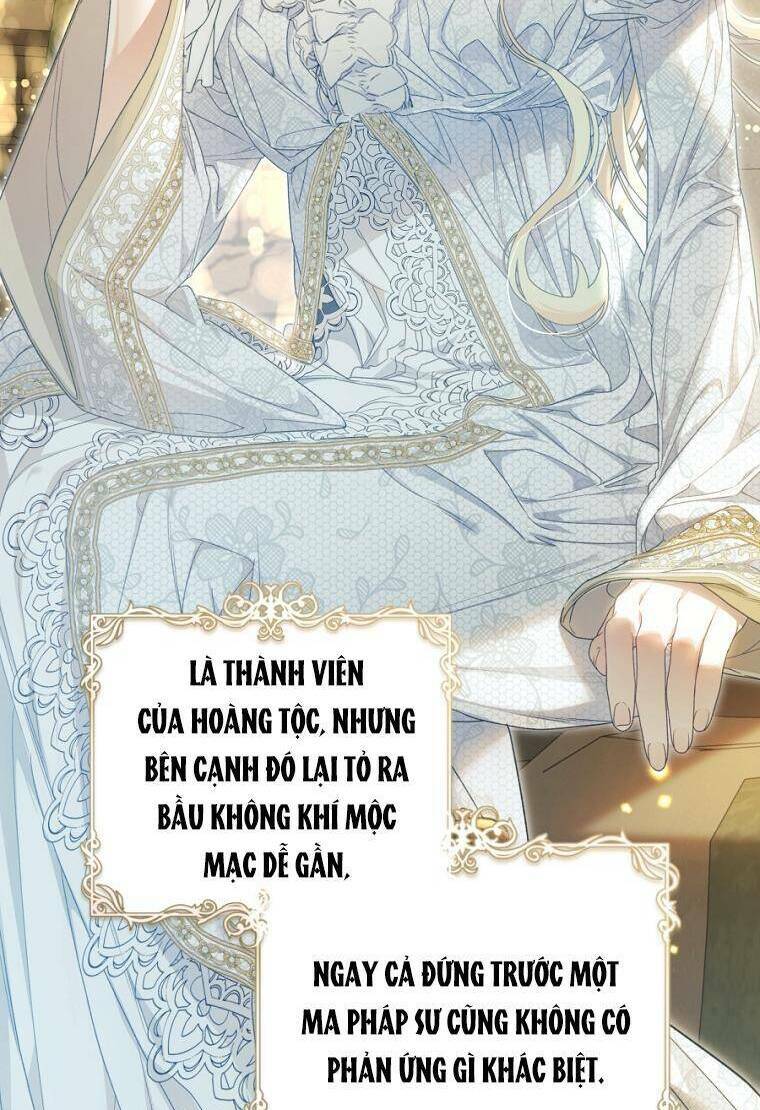 LÀ THÀNH VIÊN
CỦA HOÀNG TỘC, NHƯNG
BÊN CẠNH ĐÓ LẠI TỎ RA
BẦU KHÔNG KHÍ MỘC
MẠC DỄ GẦN,
NGAY CẢ ĐỨNG TRƯỚC MỘT
MA PHÁP SƯ CŨNG KHÔNG CÓ
PHẢN ỨNG GÌ KHÁC BIỆT.